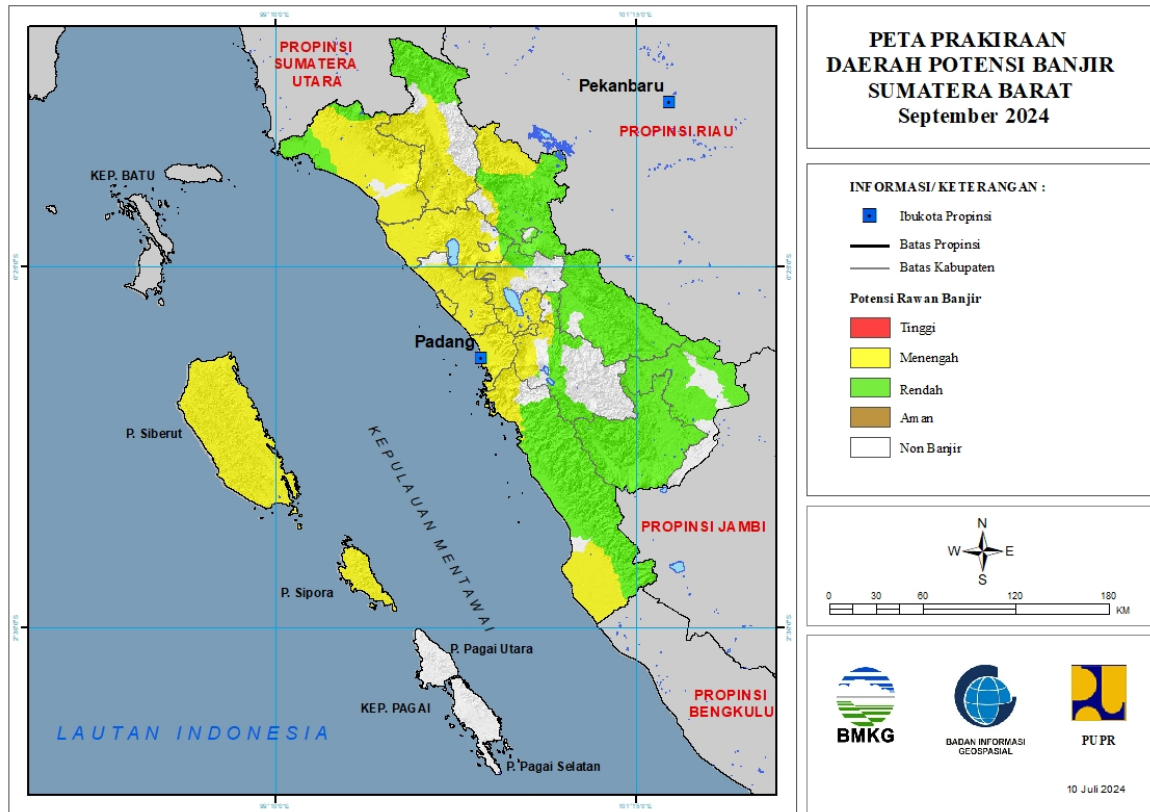 PETA PRAKIRAAN
DAERAH POTENSI BANJIR
SUMATERA BARAT
September 2024
INFORMASI/ KETERANGAN :
Ibukota Propinsi
Batas Propinsi
Batas Kabupaten
Potensi Rawan Banjir
Tinggi
Menengah
Rendah
Aman
Non Banjir
N
W
E
S
0
30
60
120
180
KM
BMKG
BADAN INFORMASI
GEOSPASIAL
PUPR
10 Juli 2024
PROPINSI
SUMATERA
UTARA
Pekanbaru
PROPINSI RIAU
KEP. BATU
Padang
P. Siberut
KEPULAUAN MENTAWAI
PROPINSI JAMBI
P. Sipora
P. Pagai Utara
KEP. PAGAI
PROPINSI
BENGKULU
LAUTAN INDONESIA
P. Pagai Selatan